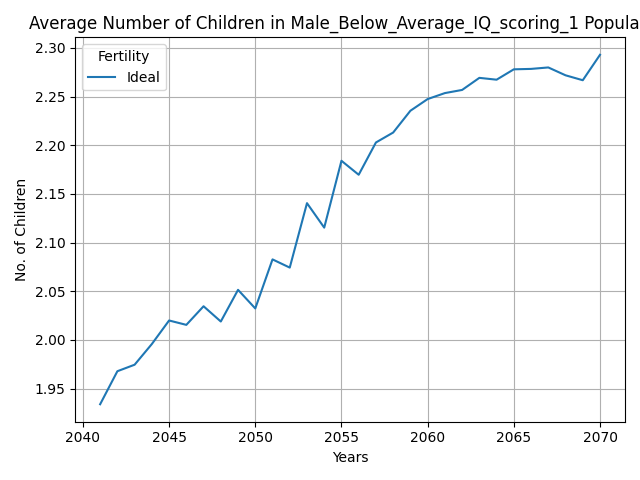 Average Number of Children in Male_Below_Average_IQ_scoring_1 Popula
Fertility
Ideal
2.30
2.25
2.20
2.15
2.10
2.05
2.00
1.95
No. of Children
2040 2045 2050 2055 2060 2065 2070
Years